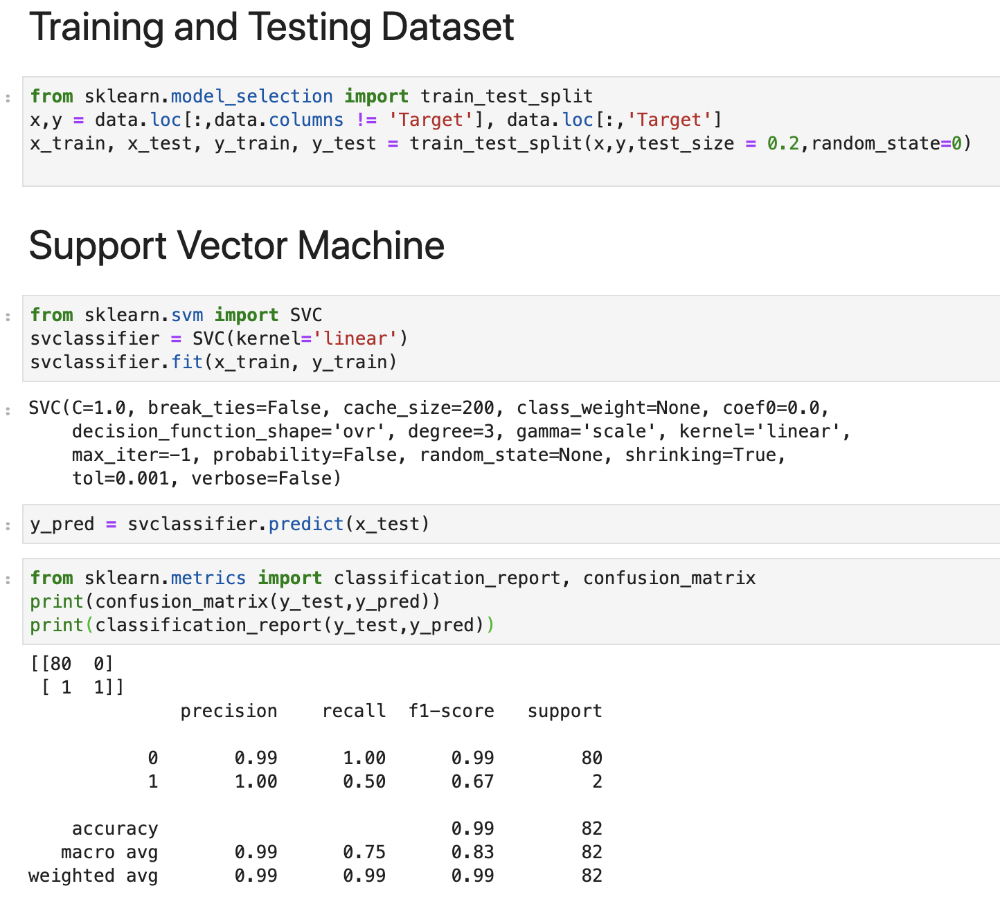 Training and Testing Dataset
from sklearn.model_selection import train_test_split
x,y = data.loc[:,data.columns != 'Target'], data.loc[:,'Target']
x_train, x_test, y_train, y_test = train_test_split(x,y,test_size = 0.2,random_state=0)
Support Vector Machine
from sklearn.svm import SVC
svclassifier = SVC(kernel='linear')
svclassifier.fit(x_train, y_train)
SVC(C=1.0, break_ties=False, cache_size=200, class_weight=None, coef0=0.0,
    decision_function_shape='ovr', degree=3, gamma='scale', kernel='linear',
    max_iter=-1, probability=False, random_state=None, shrinking=True,
    tol=0.001, verbose=False)
y_pred = svclassifier.predict(x_test)
from sklearn.metrics import classification_report, confusion_matrix
print(confusion_matrix(y_test,y_pred))
print(classification_report(y_test,y_pred))
[[80  0]
 [ 1  1]]
              precision    recall  f1-score   support
           0       0.99      1.00      0.99        80
           1       1.00      0.50      0.67         2
    accuracy                           0.99        82
   macro avg       0.99      0.75      0.83        82
weighted avg       0.99      0.99      0.99        82